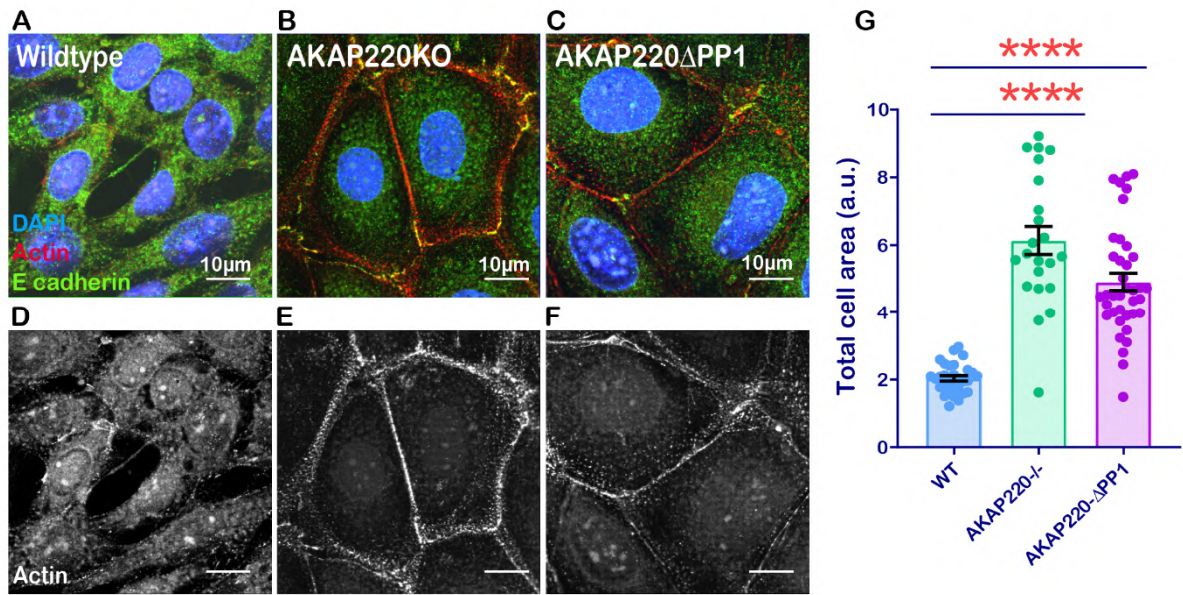 A
Wildtype
DAPI
Actin
E cadherin
10µm
B
AKAP220KO
10µm
C
AKAP220ΔPP1
10µm
D
Actin
E
F
G
****
****
Total cell area (a.u.)
10
8
6
4
2
0
WT
AKAP220-/-
AKAP220-ΔPP1